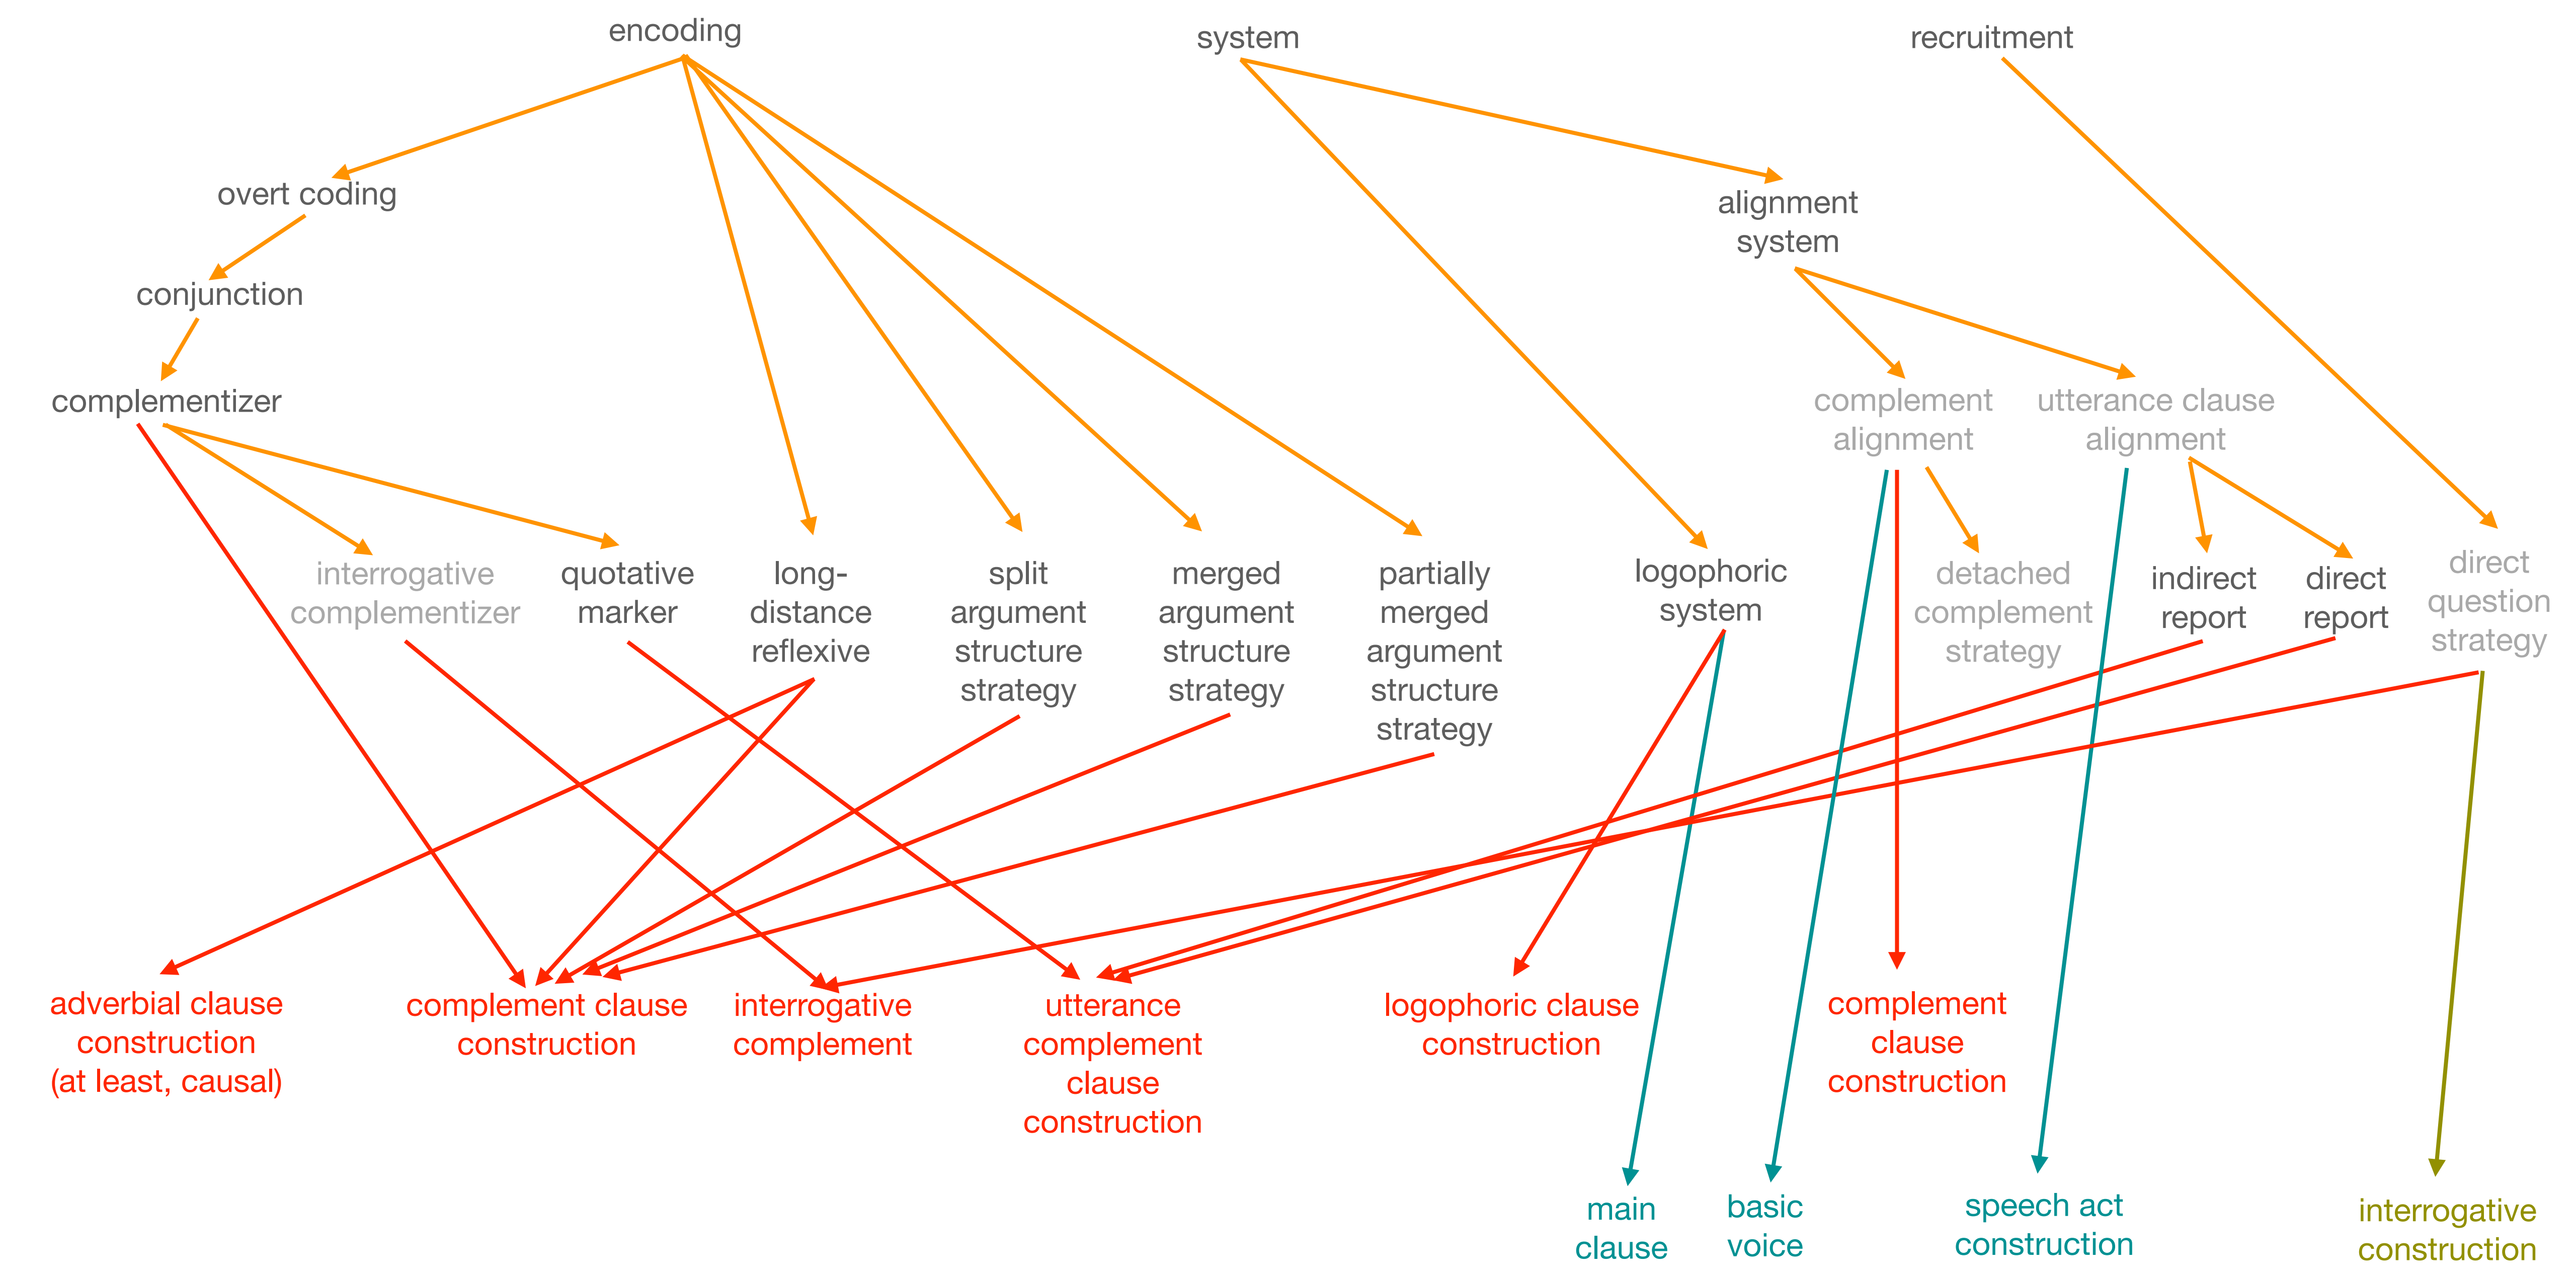 encoding
system
recruitment
overt coding
alignment
system
conjunction
complementizer
complement
alignment
utterance clause
alignment
interrogative
complementizer
quotative
marker
long-
distance
reflexive
split
argument
structure
strategy
merged
argument
structure
strategy
partially
merged
argument
structure
strategy
logophoric
system
detached
complement
strategy
indirect
report
direct
report
direct
question
strategy
adverbial clause
construction
(at least, causal)
complement clause
construction
interrogative
complement
utterance
complement
clause
construction
logophoric clause
construction
complement
clause
construction
main
clause
basic
voice
speech act
construction
interrogative
construction